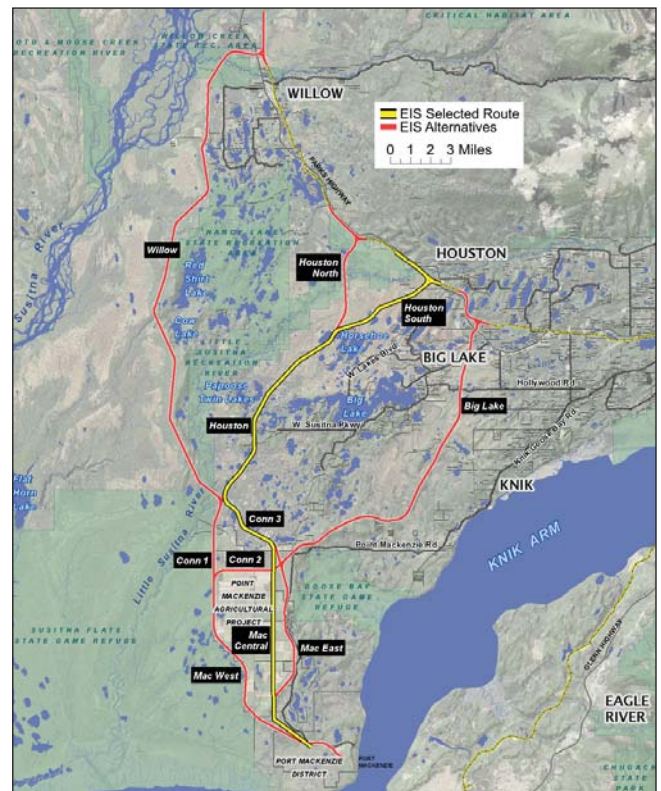 WILLOW CREEK
STATE REC. AREA
CRITICAL HABITAT AREA
MOOSE CREEK
RECREATION RIVER
WILLOW
EIS Selected Route
EIS Alternatives
0 1 2 3 Miles
PARKS HIGHWAY
Susitna River
NANCY LAKE
STATE RECREATION
AREA
Willow
Houston
North
HOUSTON
Red
Shirt
Lake
Houston
South
Cow
Lake
LITTLE
SUSITNA
RECREATION
RIVER
Horseshoe
Lake
W Lakes Blvd
BIG LAKE
Papoose
Twin Lakes
Hollywood Rd
Big
Lake
Big Lake
Houston
W. Susitna Pkwy
Knik Goose Bay Rd
KNIK
Flat
Horn
Lake
Conn 3
Point Mackenzie Rd
KNIK ARM
Little Susitna River
Conn 1
Conn 2
GOOSE BAY
STATE GAME
REFUGE
POINT
MACKENZIE
AGRICULTURAL
PROJECT
SUSITNA FLATS
STATE GAME REFUGE
Mac
Central
Mac East
GLENN HIGHWAY
Mac West
EAGLE
RIVER
PORT MACKENZIE
DISTRICT
PORT
MACKENZIE
CHUGACH
STATE
PARK